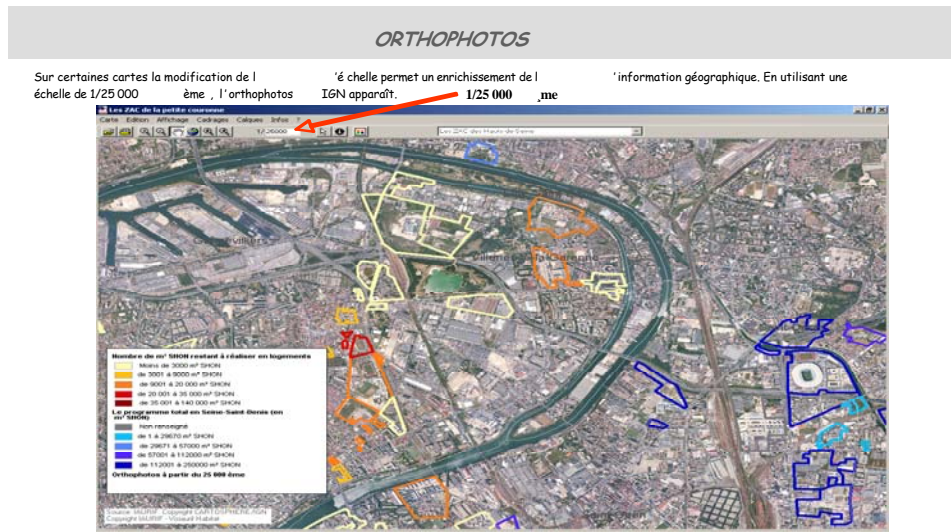 ORTHOPHOTOS
Sur certaines cartes la modification de l 'é chelle permet un enrichissement de l 'information géographique. En utilisant une
échelle de 1/25 000 ème , l'orthophotos IGN apparaît. 1/25 000 ¸me
Les ZAC de la petite couronne
Carte Edition Affichage Cadrages Calques Infos ?
1/ 25000 Les ZAC des Hauts-de-Seine
Gennevilliers
Villeneuve-la-Garenne
Nombre de m² SHON restant à réaliser en logements
Moins de 3000 m² SHON
de 3001 à 9000 m² SHON
de 9001 à 20 000 m² SHON
de 20 001 à 35 000 m² SHON
de 35 001 à 140 000 m² SHON
Le programme total en Seine-Saint-Denis (en
m² SHON)
Non renseigné
de 1 à 29670 m² SHON
de 29671 à 57000 m² SHON
de 57001 à 112000 m² SHON
de 112001 à 250000 m² SHON
Orthophotos à partir du 25 000 ème
Source: IAURIF Copyright CARTOSPHERE/IGN
Copyright IAURIF - Visiaurif Habitat